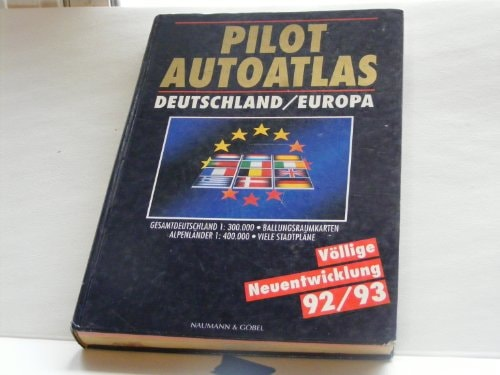 PILOT
AUTOATLAS
DEUTSCHLAND/EUROPA
GESAMTDEUTSCHLAND 1: 300.000 • BALLUNGSRAUMKARTEN
ALPENLÄNDER 1: 400.000 • VIELE STADTPLÄNE
Völlige
Neuentwicklung
92/93
NAUMANN & GÖBEL